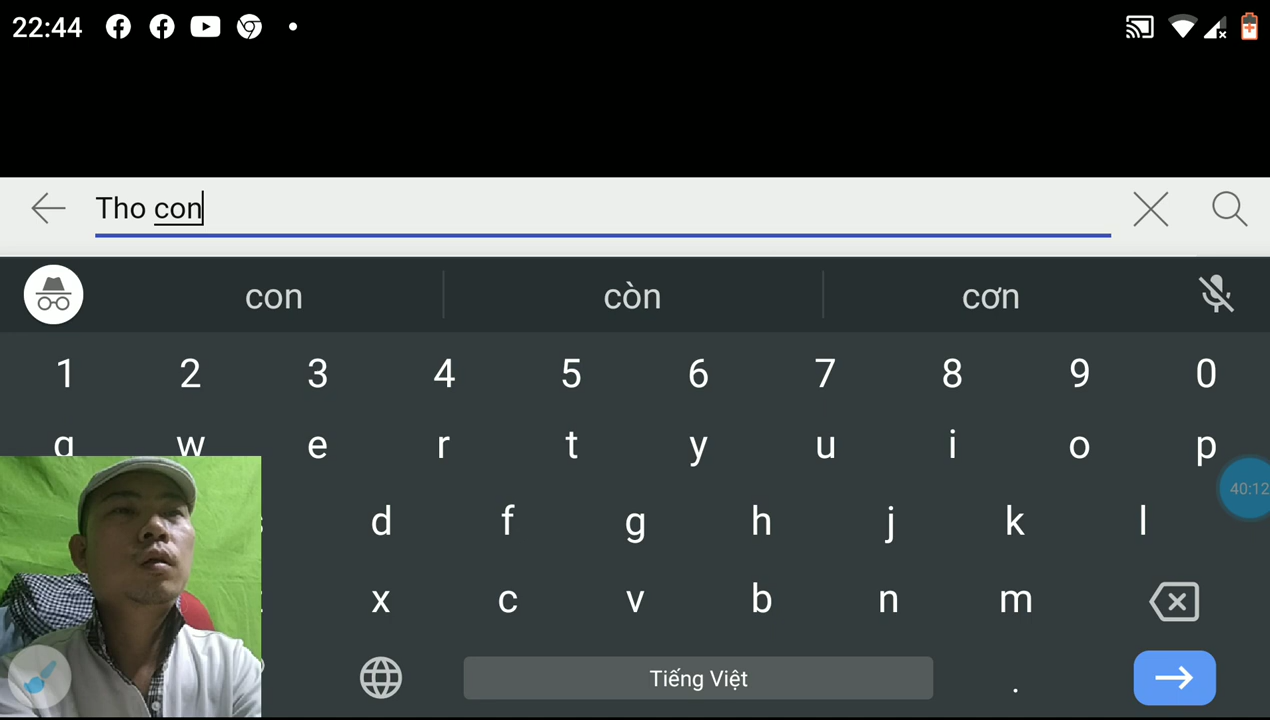 22:44
Tho con
con còn cơn
1 2 3 4 5 6 7 8 9 0
q w e r t y u i o p
d f g h j k l
x c v b n m
Tiếng Việt .
40:12